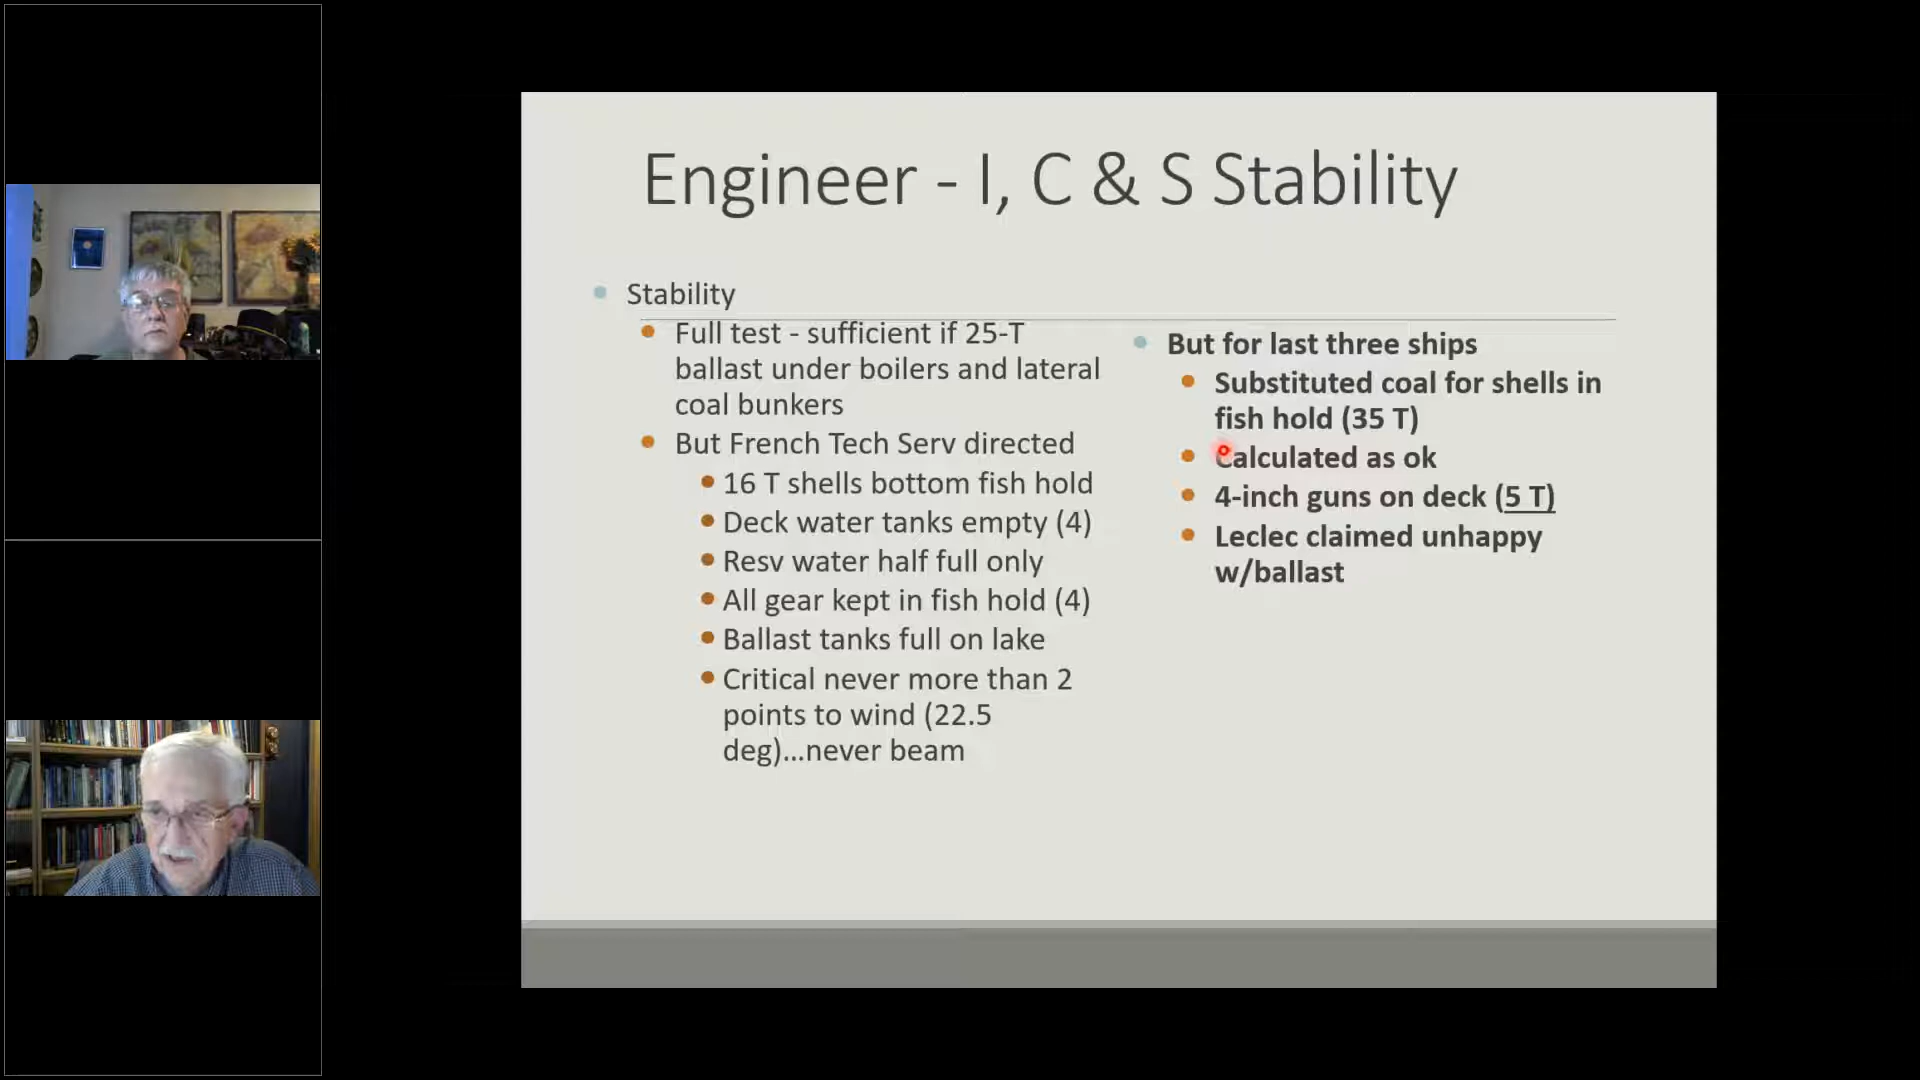 Engineer - I, C & S Stability
Stability
Full test - sufficient if 25-T
ballast under boilers and lateral
coal bunkers
But French Tech Serv directed
16 T shells bottom fish hold
Deck water tanks empty (4)
Resv water half full only
All gear kept in fish hold (4)
Ballast tanks full on lake
Critical never more than 2
points to wind (22.5
deg)...never beam
But for last three ships
Substituted coal for shells in
fish hold (35 T)
Calculated as ok
4-inch guns on deck (5 T)
Leclec claimed unhappy
w/ballast